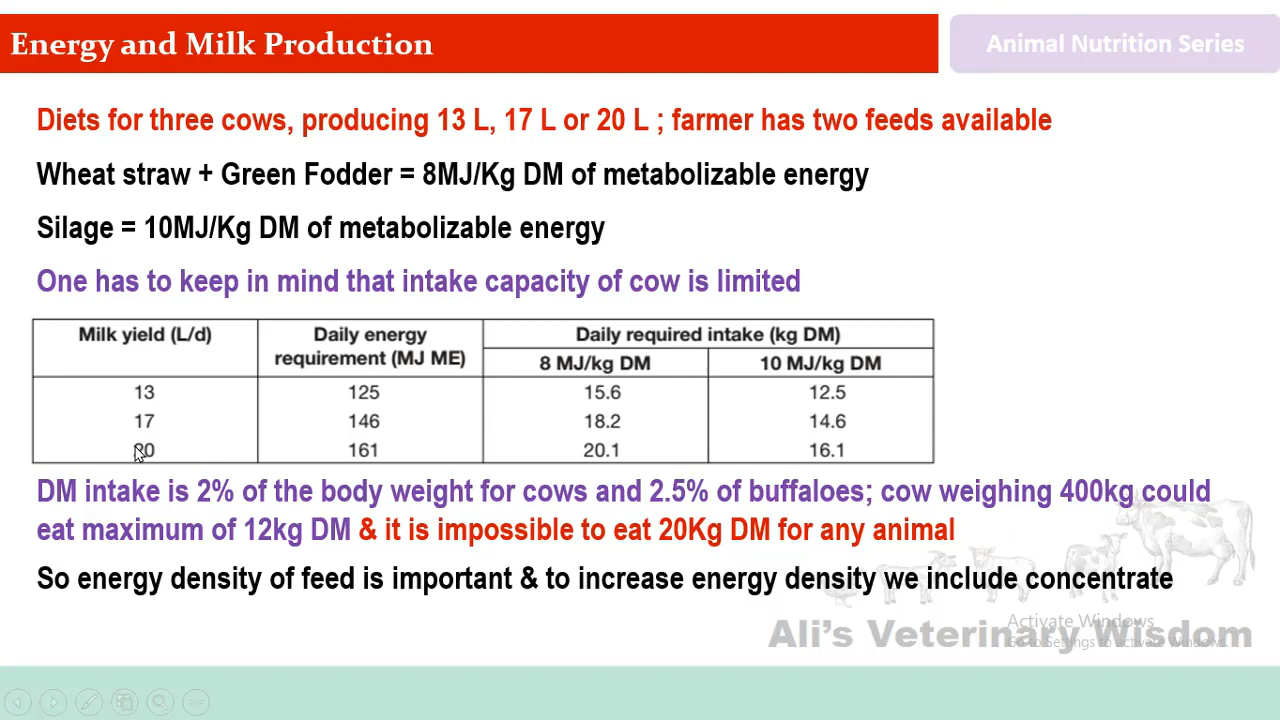 Energy and Milk Production
Animal Nutrition Series
Diets for three cows, producing 13 L, 17 L or 20 L ; farmer has two feeds available
Wheat straw + Green Fodder = 8MJ/Kg DM of metabolizable energy
Silage = 10MJ/Kg DM of metabolizable energy
One has to keep in mind that intake capacity of cow is limited
Milk yield (L/d) Daily energy requirement (MJ ME) Daily required intake (kg DM)
8 MJ/kg DM 10 MJ/kg DM
13 125 15.6 12.5
17 146 18.2 14.6
20 161 20.1 16.1
DM intake is 2% of the body weight for cows and 2.5% of buffaloes; cow weighing 400kg could
eat maximum of 12kg DM & it is impossible to eat 20Kg DM for any animal
So energy density of feed is important & to increase energy density we include concentrate
Activate Windows
Ali's Veterinary Wisdom
Go to Settings to activate Windows.